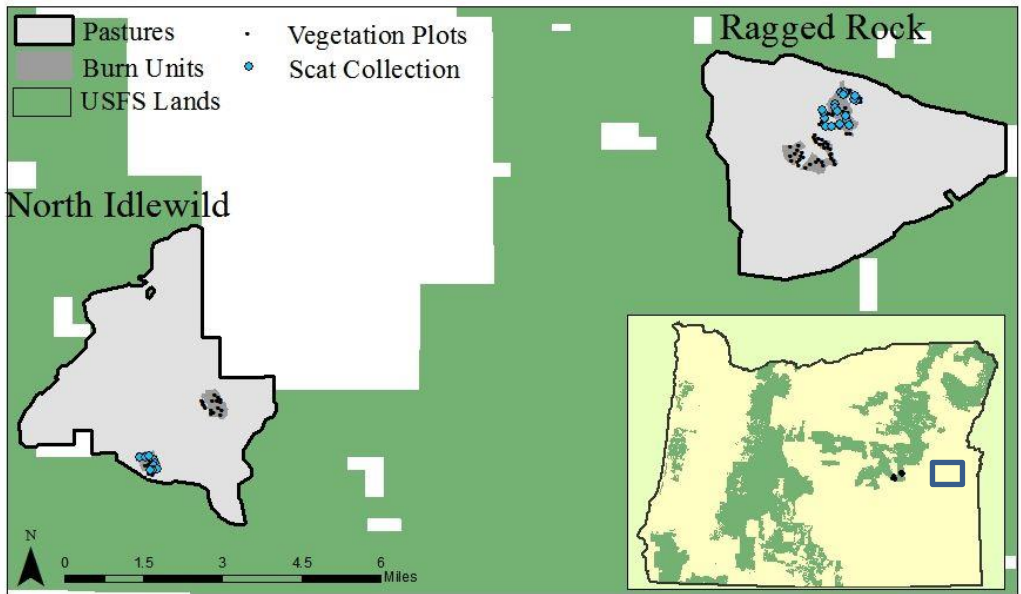 Pastures
Burn Units
USFS Lands
Vegetation Plots
Scat Collection
Ragged Rock
North Idlewild
N
0 1.5 3 4.5 6
Miles